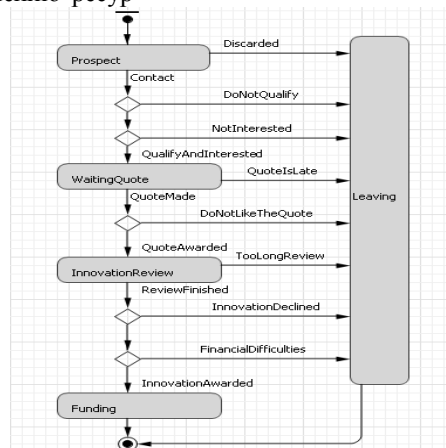 Discarded
Prospect
Contact
DoNotQualify
NotInterested
QualifyAndInterested
QuoteIsLate
WaitingQuote
QuoteMade
Leaving
DoNotLikeTheQuote
QuoteAwarded
TooLongReview
InnovationReview
ReviewFinished
InnovationDeclined
FinancialDifficulties
InnovationAwarded
Funding